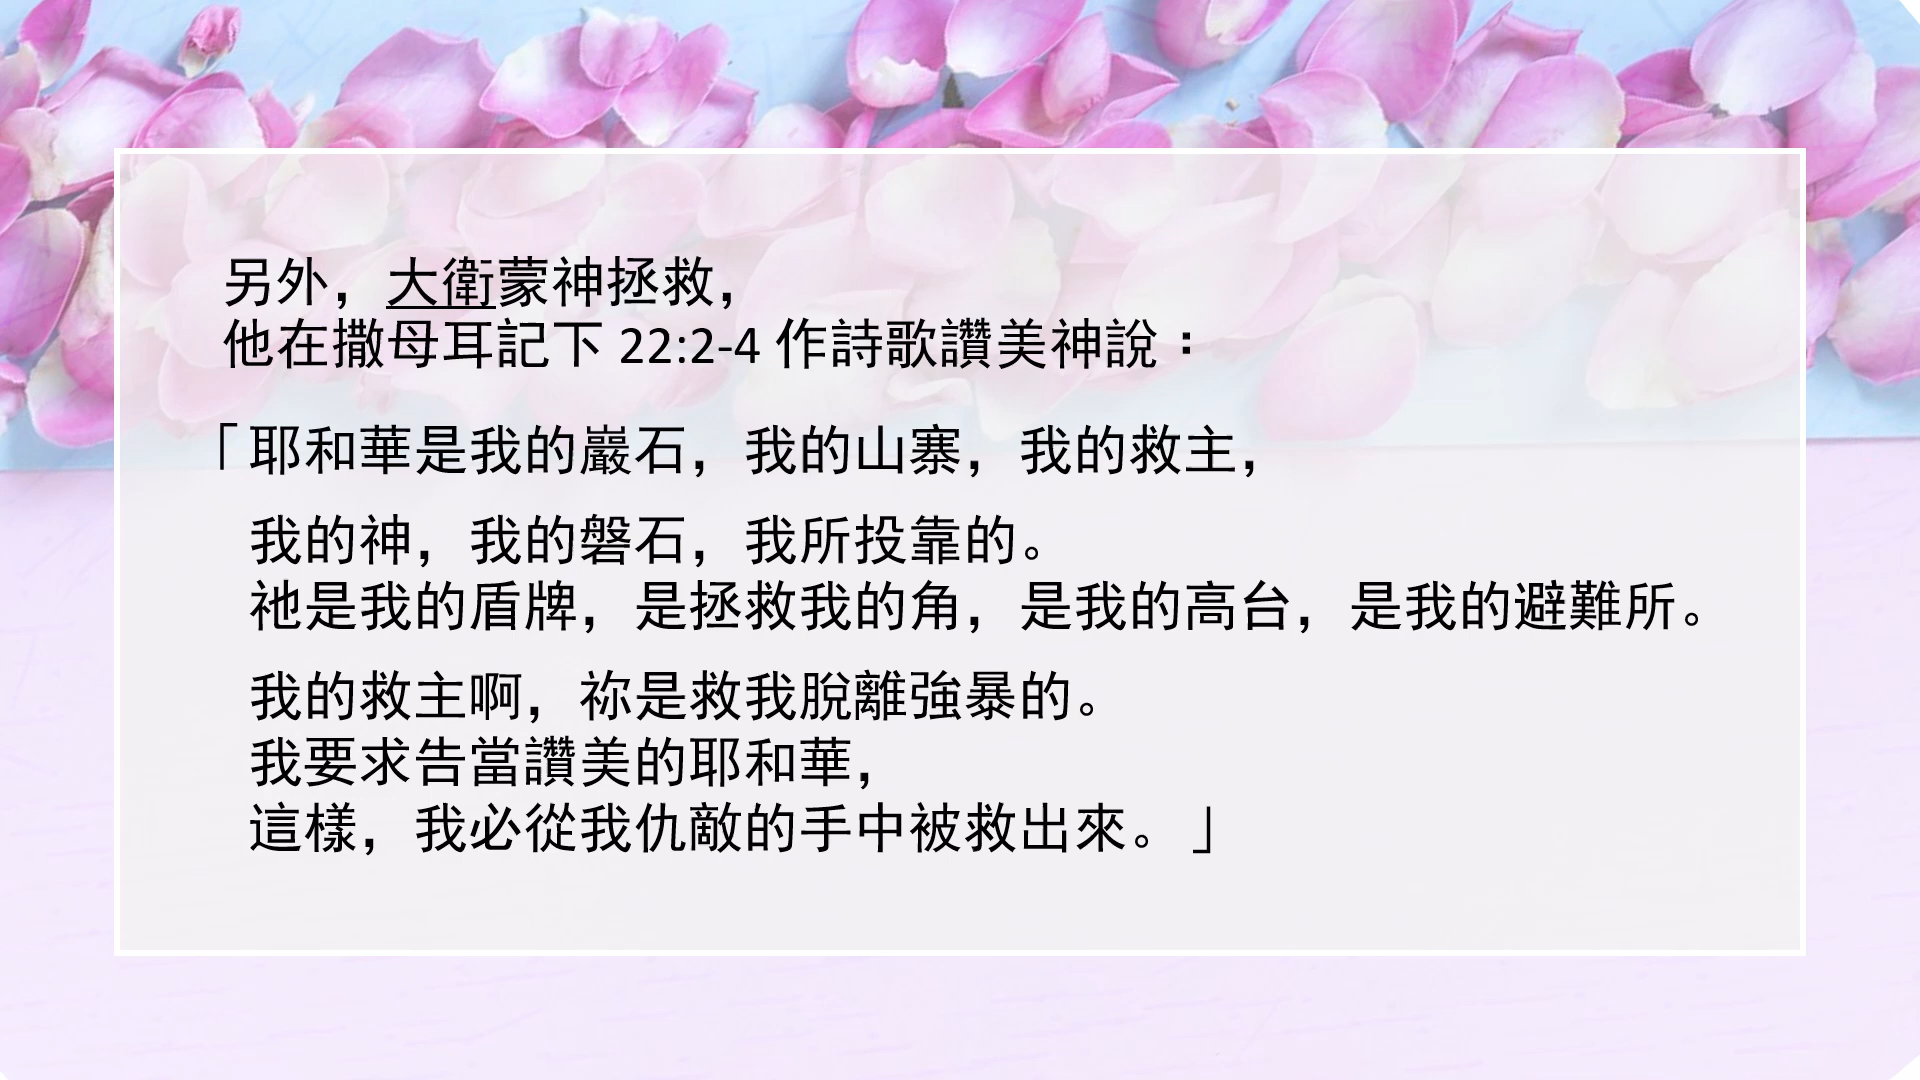 另外，大衛蒙神拯救，
他在撒母耳記下 22:2-4 作詩歌讚美神說：
「耶和華是我的巖石，我的山寨，我的救主，
我的神，我的磐石，我所投靠的。
祂是我的盾牌，是拯救我的角，是我的高台，是我的避難所。
我的救主啊，祢是救我脫離強暴的。
我要求告當讚美的耶和華，
這樣，我必從我仇敵的手中被救出來。」